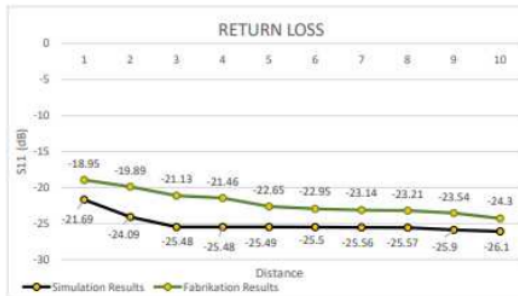 RETURN LOSS
0
1 2 3 4 5 6 7 8 9 10
-5
-10
S11 (dB)
-15
-18.95 -19.89 -21.13 -21.46 -22.65 -22.95 -23.14 -23.21 -23.54 -24.3
-20
-21.69 -24.09 -25.48 -25.48 -25.49 -25.5 -25.56 -25.57 -25.9 -26.1
-25
-30
Distance
Simulation Results Fabrikation Results